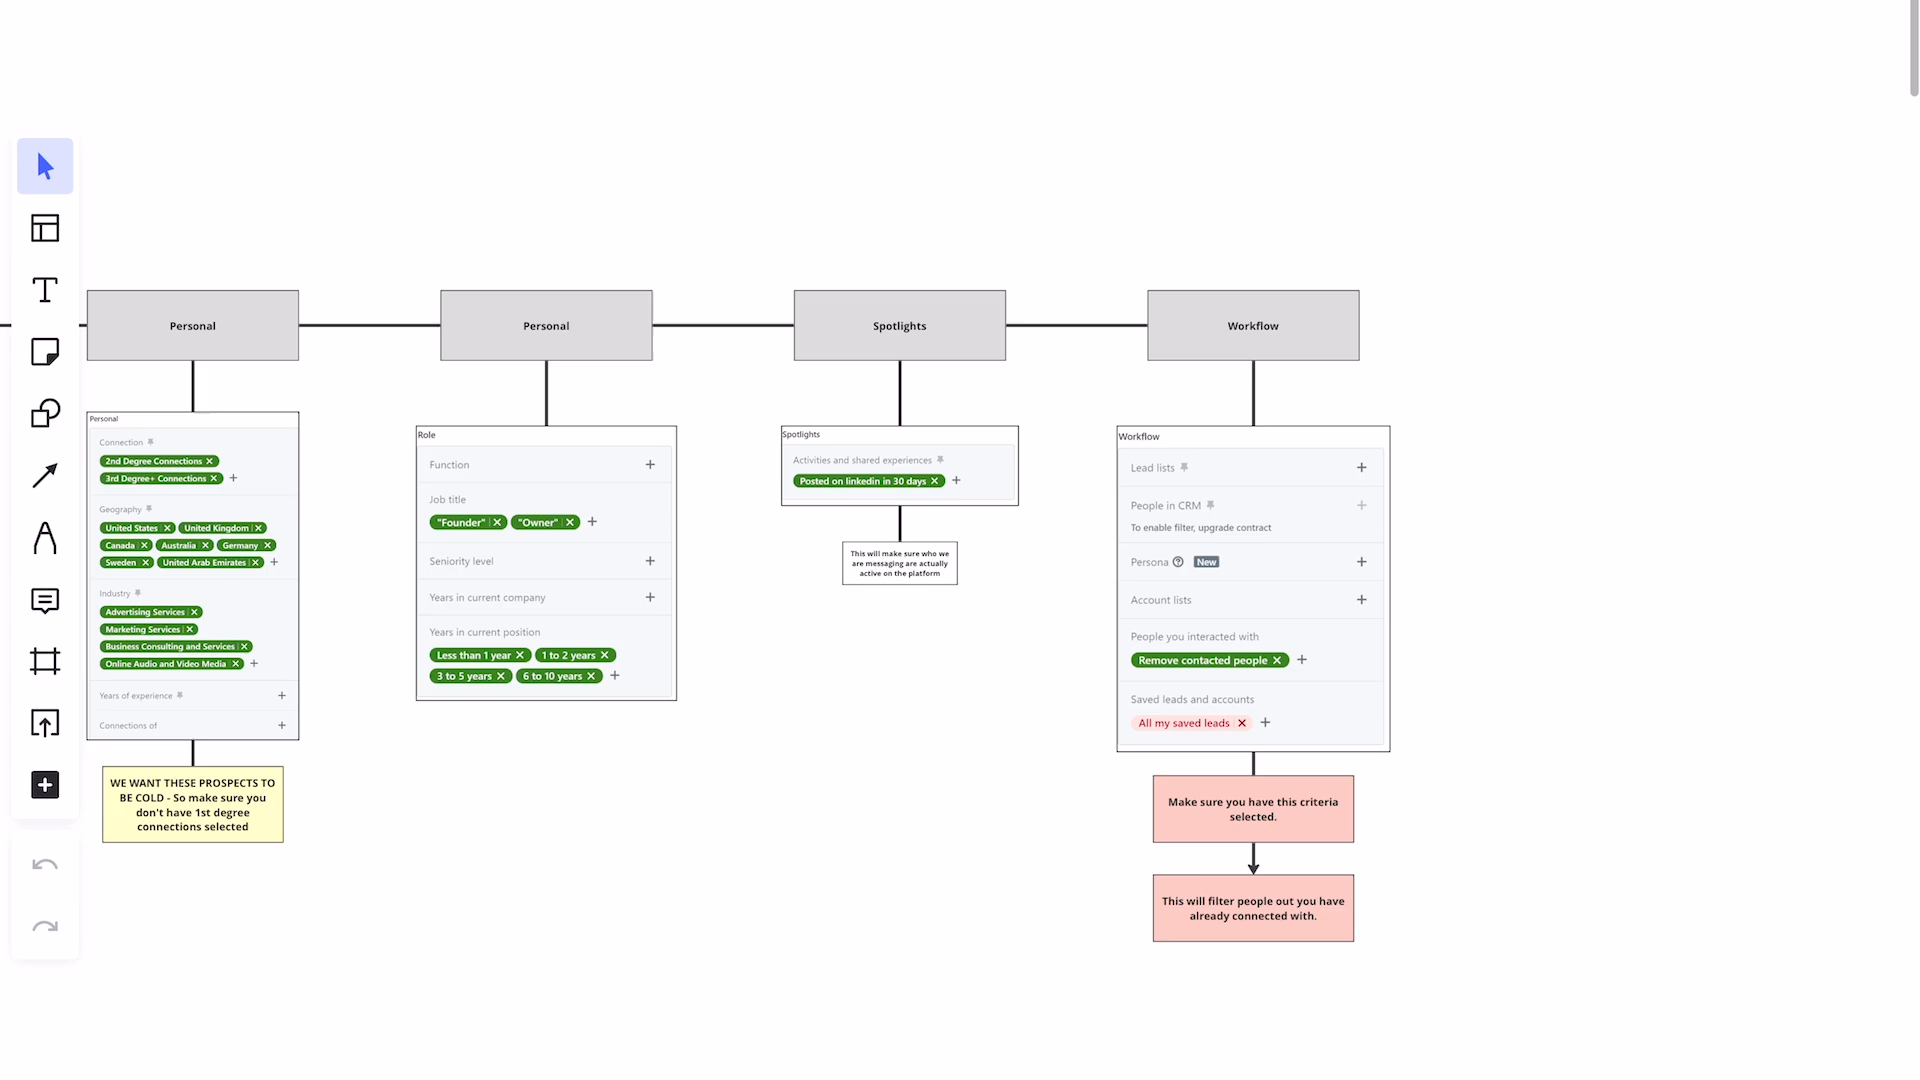 Personal
Personal
Spotlights
Workflow
Personal
Connection
2nd Degree Connections
3rd Degree+ Connections
Geography
United States United Kingdom
Canada Australia Germany
Sweden United Arab Emirates
Industry
Advertising Services
Marketing Services
Business Consulting and Services
Online Audio and Video Media
Years of experience
Connections of
WE WANT THESE PROSPECTS TO
BE COLD - So make sure you
don't have 1st degree
connections selected
Role
Function
Job title
"Founder" "Owner"
Seniority level
Years in current company
Years in current position
Less than 1 year 1 to 2 years
3 to 5 years 6 to 10 years
Spotlights
Activities and shared experiences
Posted on linkedin in 30 days
This will make sure who we
are messaging are actually
active on the platform
Workflow
Lead lists
People in CRM
To enable filter, upgrade contract
Persona New
Account lists
People you interacted with
Remove contacted people
Saved leads and accounts
All my saved leads
Make sure you have this criteria
selected.
This will filter people out you have
already connected with.